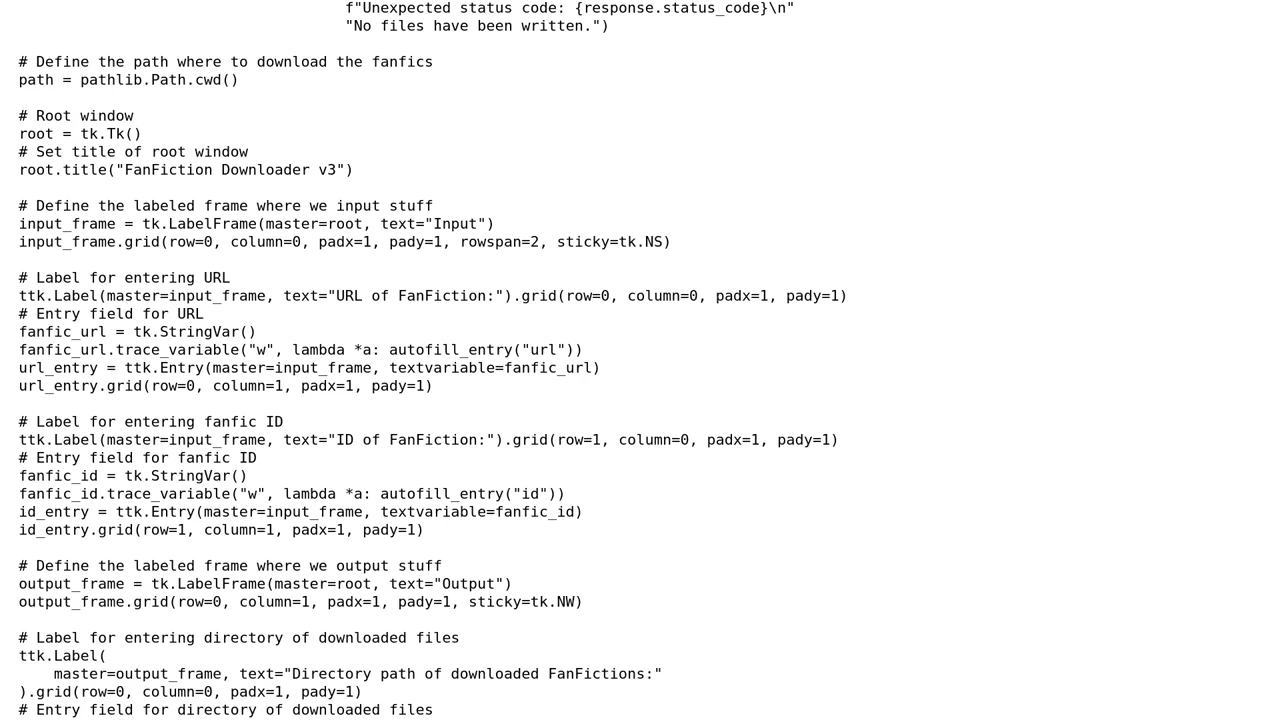 f"Unexpected status code: {response.status_code}\n"
"No files have been written.")
# Define the path where to download the fanfics
path = pathlib.Path.cwd()
# Root window
root = tk.Tk()
# Set title of root window
root.title("FanFiction Downloader v3")
# Define the labeled frame where we input stuff
input_frame = tk.LabelFrame(master=root, text="Input")
input_frame.grid(row=0, column=0, padx=1, pady=1, rowspan=2, sticky=tk.NS)
# Label for entering URL
ttk.Label(master=input_frame, text="URL of FanFiction:").grid(row=0, column=0, padx=1, pady=1)
# Entry field for URL
fanfic_url = tk.StringVar()
fanfic_url.trace_variable("w", lambda *a: autofill_entry("url"))
url_entry = ttk.Entry(master=input_frame, textvariable=fanfic_url)
url_entry.grid(row=0, column=1, padx=1, pady=1)
# Label for entering fanfic ID
ttk.Label(master=input_frame, text="ID of FanFiction:").grid(row=1, column=0, padx=1, pady=1)
# Entry field for fanfic ID
fanfic_id = tk.StringVar()
fanfic_id.trace_variable("w", lambda *a: autofill_entry("id"))
id_entry = ttk.Entry(master=input_frame, textvariable=fanfic_id)
id_entry.grid(row=1, column=1, padx=1, pady=1)
# Define the labeled frame where we output stuff
output_frame = tk.LabelFrame(master=root, text="Output")
output_frame.grid(row=0, column=1, padx=1, pady=1, sticky=tk.NW)
# Label for entering directory of downloaded files
ttk.Label(
    master=output_frame, text="Directory path of downloaded FanFictions:"
).grid(row=0, column=0, padx=1, pady=1)
# Entry field for directory of downloaded files